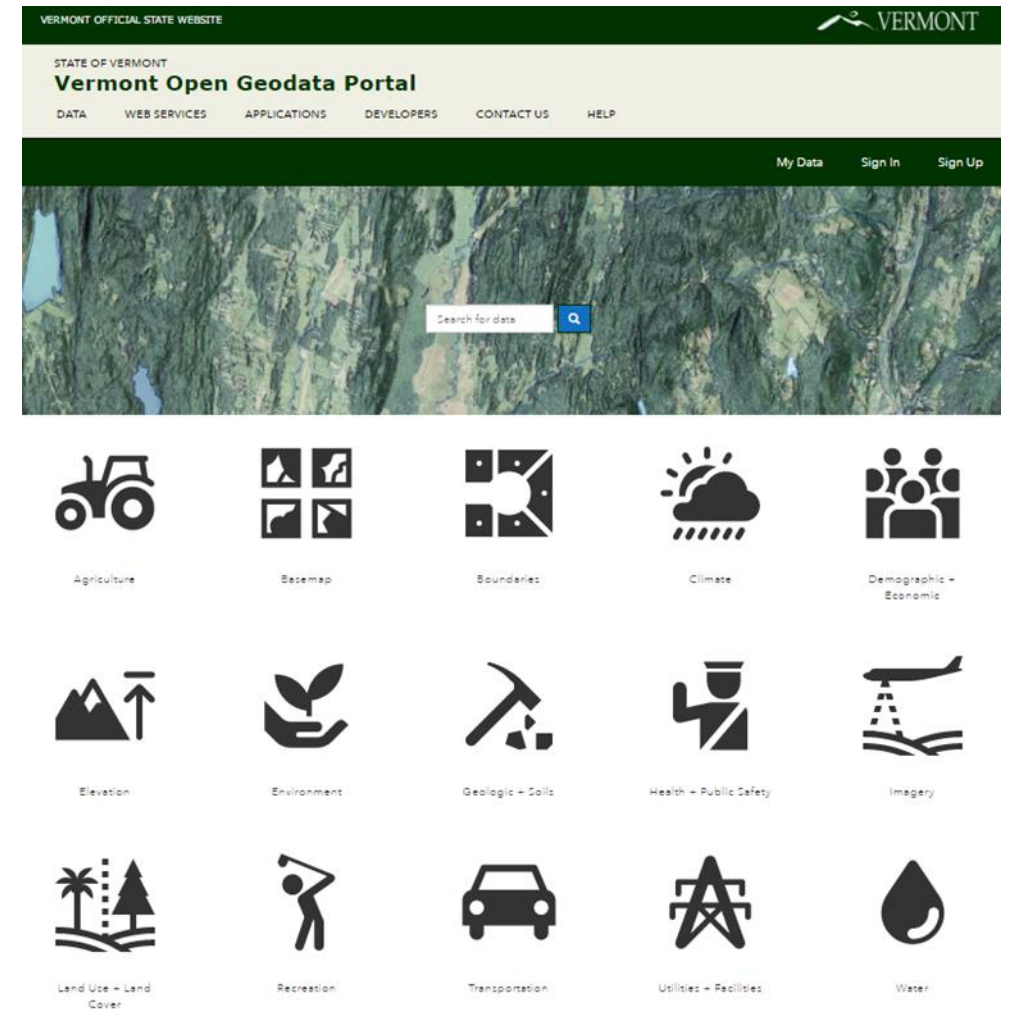 VERMONT OFFICIAL STATE WEBSITE
VERMONT
STATE OF VERMONT
Vermont Open Geodata Portal
DATA WEB SERVICES APPLICATIONS DEVELOPERS CONTACT US HELP
My Data Sign In Sign Up
Search for data
Agriculture Basemap Boundaries Climate Demographic +
Economic
Elevation Environment Geologic + Soils Health + Public Safety Imagery
Land Use + Land Recreation Transportation Utilities + Facilities Water
Cover